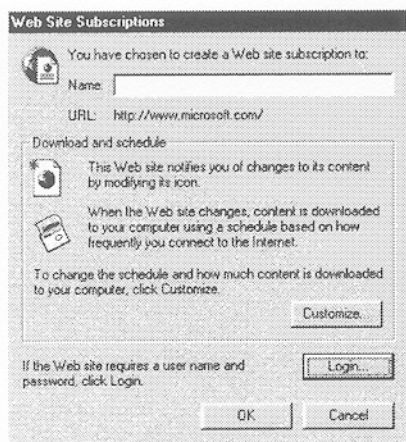 Web Site Subscriptions
You have chosen to create a Web site subscription to:
Name:
URL: http://www.microsoft.com/
Download and schedule
This Web site notifies you of changes to its content
by modifying its icon.
When the Web site changes, content is downloaded
to your computer using a schedule based on how
frequently you connect to the Internet.
To change the schedule and how much content is downloaded
to your computer, click Customize.
Customize...
If the Web site requires a user name and
password, click Login.
Login...
OK
Cancel